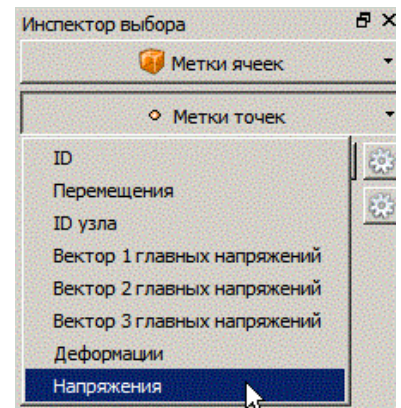 Инспектор выбора
Метки ячеек
Метки точек
ID
Перемещения
ID узла
Вектор 1 главных напряжений
Вектор 2 главных напряжений
Вектор 3 главных напряжений
Деформации
Напряжения